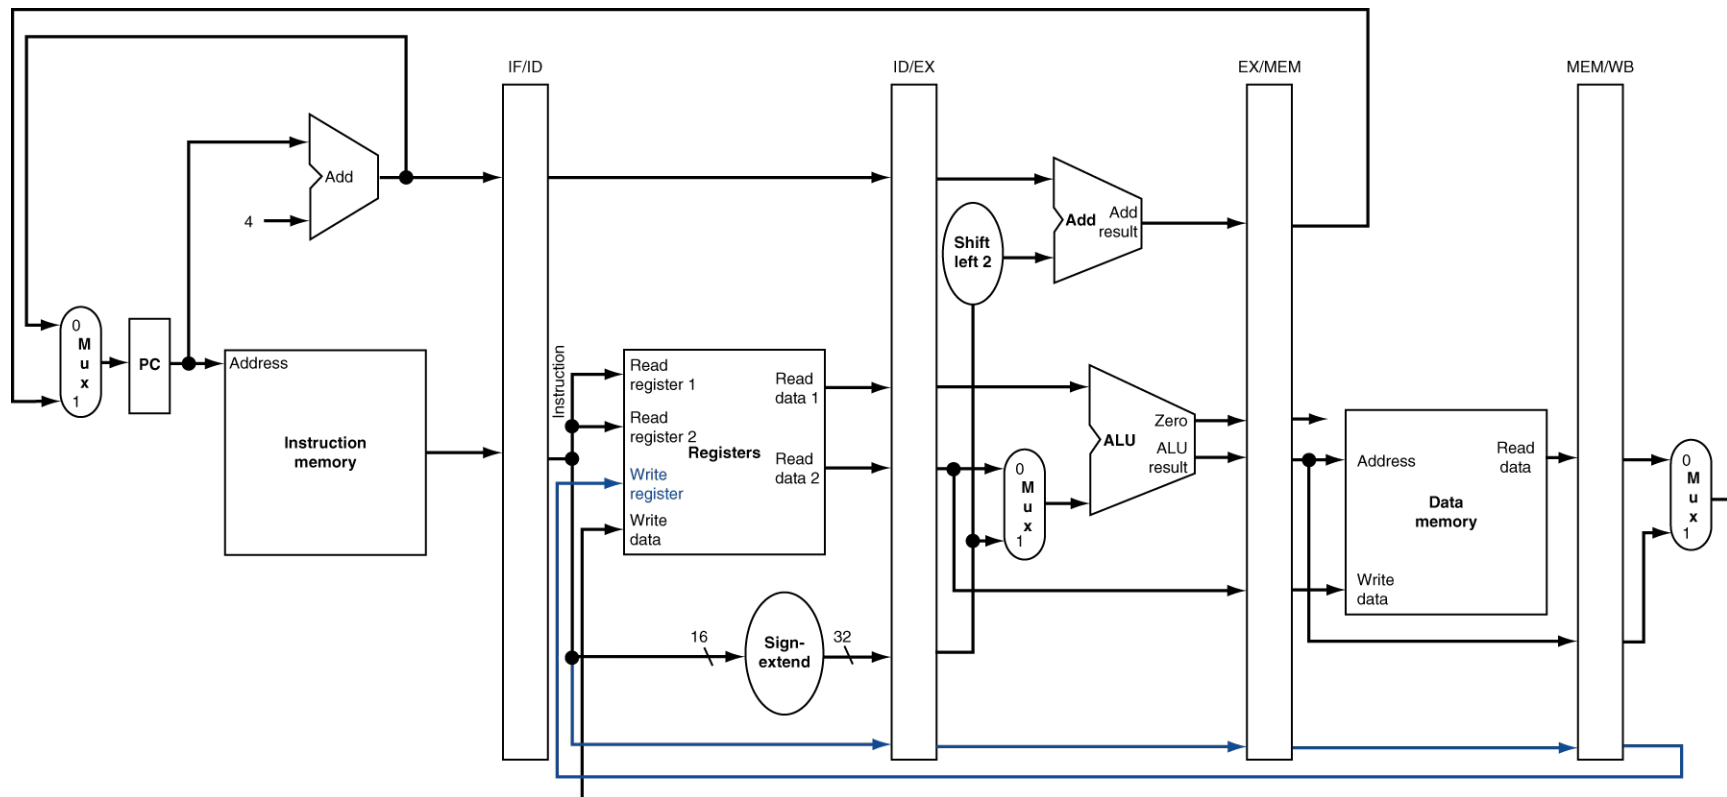 IF/ID
ID/EX
EX/MEM
MEM/WB
Add
4
Add
Add
result
Shift
left 2
0
M
u
x
1
PC
Address
Instruction
memory
Instruction
Read
register 1
Read
register 2
Write
register
Write
data
Registers
Read
data 1
Read
data 2
16
Sign-
extend
32
0
M
u
x
1
ALU
Zero
ALU
result
Address
Read
data
Data
memory
Write
data
0
M
u
x
1